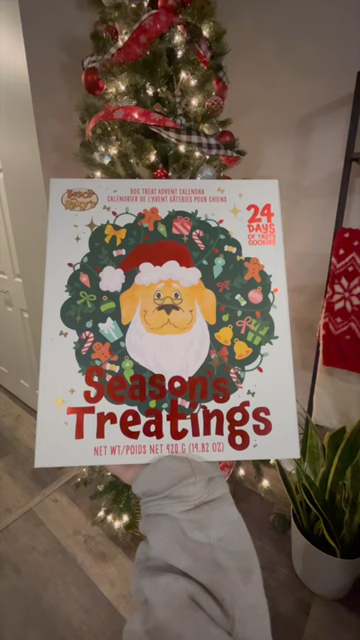 DOG TREAT ADVENT CALENDAR
CALENDRIER DE L'AVENT GÂTERIES POUR CHIENS
24
DAYS
OF TASTY
COOKIES
Season's
Treatings
NET WT/POIDS NET 420 G (14.82 OZ)